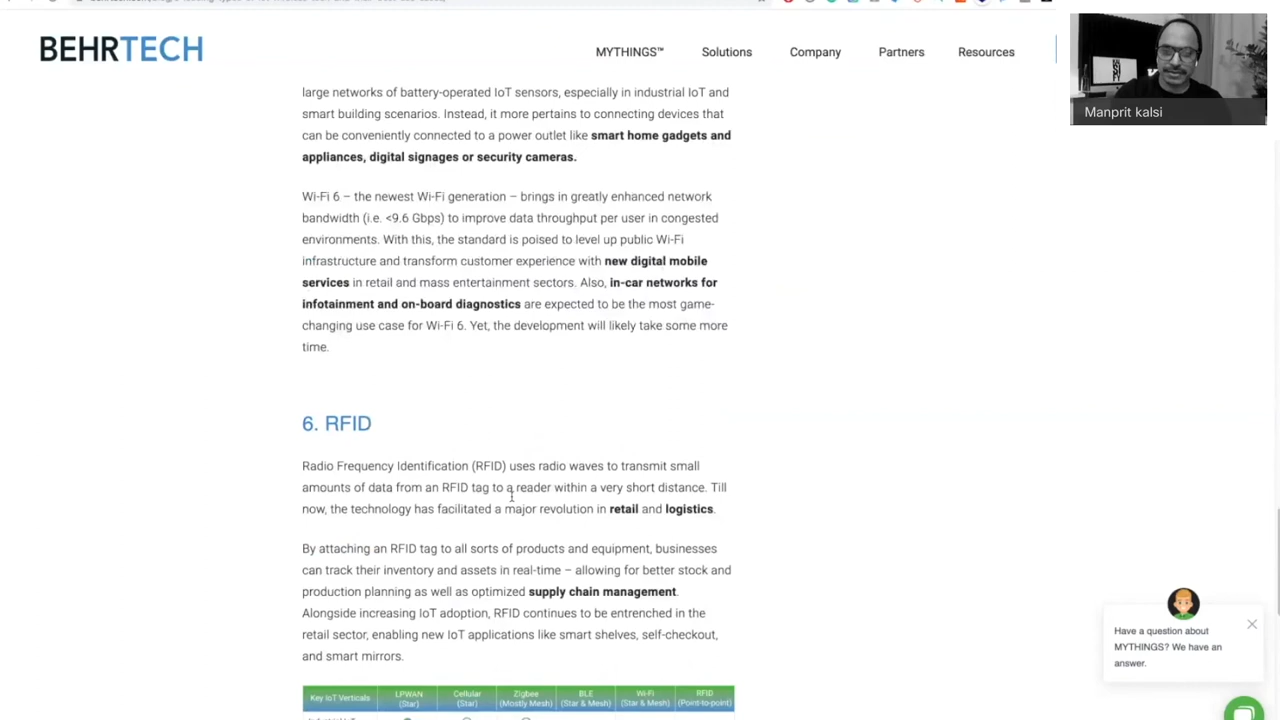 BEHRTECH
MYTHINGS™ Solutions Company Partners Resources
Manprit kalsi
large networks of battery-operated IoT sensors, especially in industrial IoT and
smart building scenarios. Instead, it more pertains to connecting devices that
can be conveniently connected to a power outlet like smart home gadgets and
appliances, digital signages or security cameras.
Wi-Fi 6 – the newest Wi-Fi generation – brings in greatly enhanced network
bandwidth (i.e. <9.6 Gbps) to improve data throughput per user in congested
environments. With this, the standard is poised to level up public Wi-Fi
infrastructure and transform customer experience with new digital mobile
services in retail and mass entertainment sectors. Also, in-car networks for
infotainment and on-board diagnostics are expected to be the most game-
changing use case for Wi-Fi 6. Yet, the development will likely take some more
time.
6. RFID
Radio Frequency Identification (RFID) uses radio waves to transmit small
amounts of data from an RFID tag to a reader within a very short distance. Till
now, the technology has facilitated a major revolution in retail and logistics.
By attaching an RFID tag to all sorts of products and equipment, businesses
can track their inventory and assets in real-time – allowing for better stock and
production planning as well as optimized supply chain management.
Alongside increasing IoT adoption, RFID continues to be entrenched in the
retail sector, enabling new IoT applications like smart shelves, self-checkout,
and smart mirrors.
Key IoT Verticals LPWAN (Star) Cellular (Star) Zigbee (Mostly Mesh) BLE (Star & Mesh) Wi-Fi (Star & Mesh) RFID (Point-to-point)
Have a question about
MYTHINGS? We have an
answer.